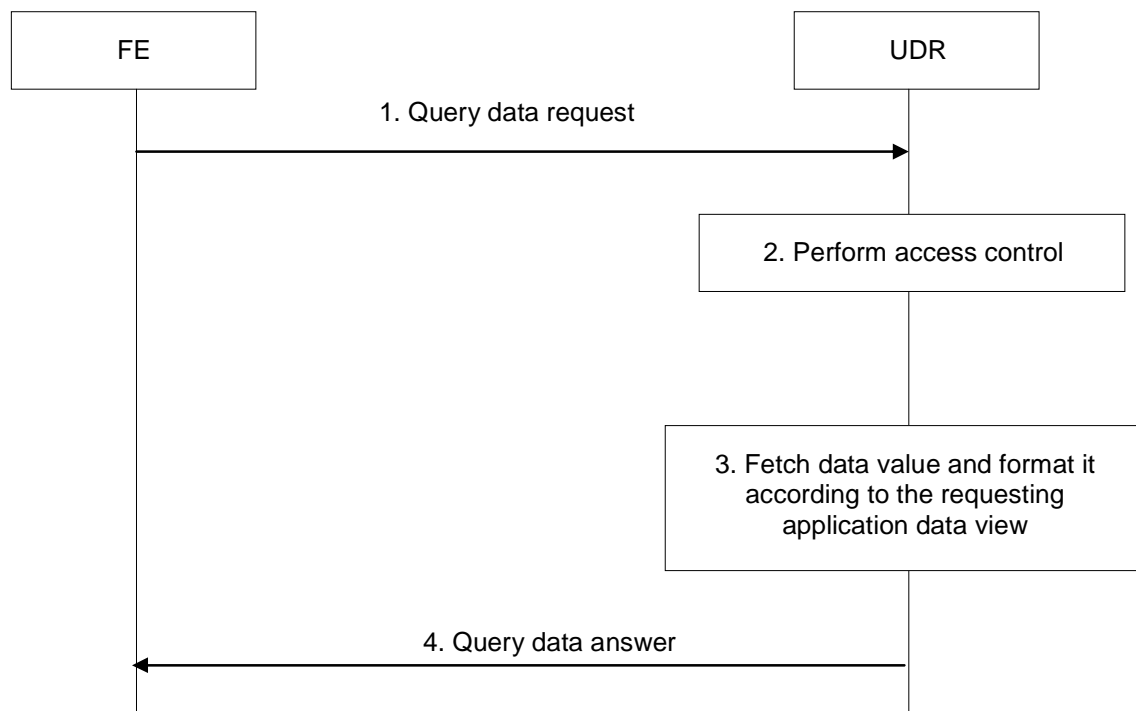 FE
UDR
1. Query data request
2. Perform access control
3. Fetch data value and format it
according to the requesting
application data view
4. Query data answer